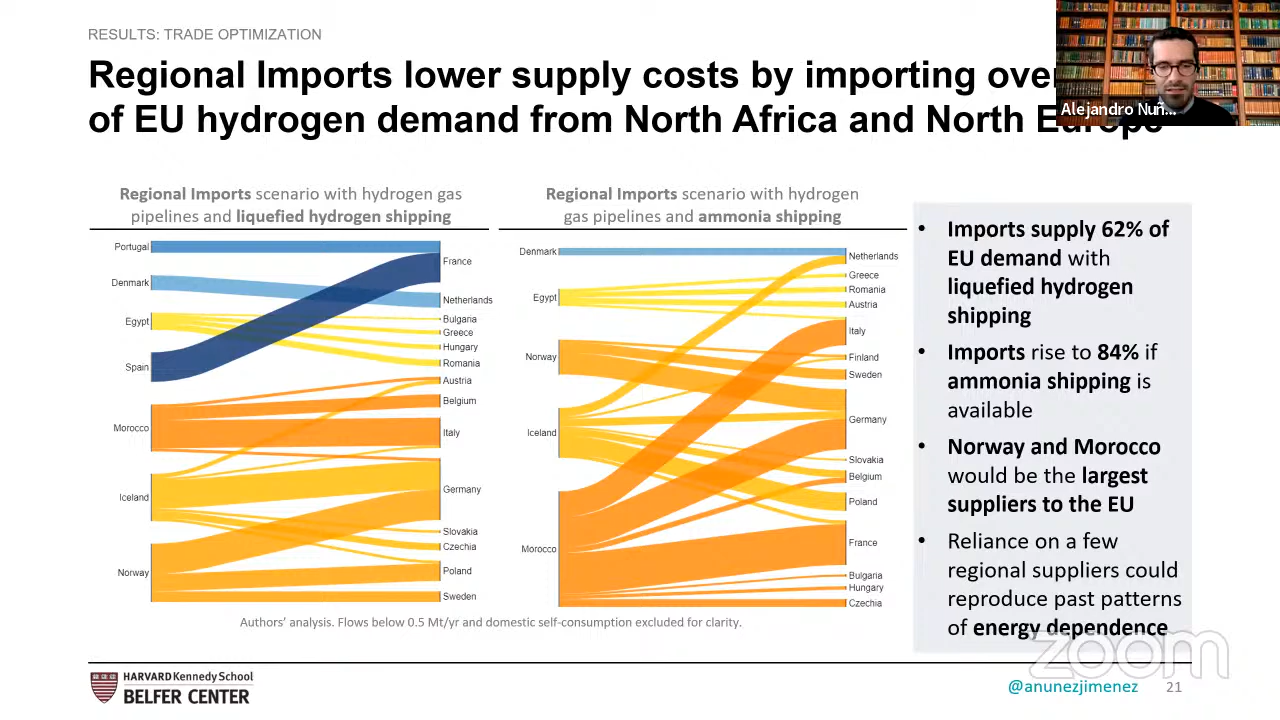 RESULTS: TRADE OPTIMIZATION
Regional Imports lower supply costs by importing over
of EU hydrogen demand from North Africa and North Europe
Alejandro Nuñ...
Regional Imports scenario with hydrogen gas
pipelines and liquefied hydrogen shipping
Portugal
Denmark
Egypt
Spain
Morocco
Iceland
Norway
France
Netherlands
Bulgaria
Greece
Hungary
Romania
Austria
Belgium
Italy
Germany
Slovakia
Czechia
Poland
Sweden
Regional Imports scenario with hydrogen
gas pipelines and ammonia shipping
Denmark
Egypt
Norway
Iceland
Morocco
Netherlands
Greece
Romania
Austria
Italy
Finland
Sweden
Germany
Slovakia
Belgium
Poland
France
Bulgaria
Hungary
Czechia
• Imports supply 62% of
EU demand with
liquefied hydrogen
shipping
• Imports rise to 84% if
ammonia shipping is
available
• Norway and Morocco
would be the largest
suppliers to the EU
• Reliance on a few
regional suppliers could
reproduce past patterns
of energy dependence
Authors' analysis. Flows below 0.5 Mt/yr and domestic self-consumption excluded for clarity.
zoom
HARVARD Kennedy School
BELFER CENTER
@anunezjimenez
21